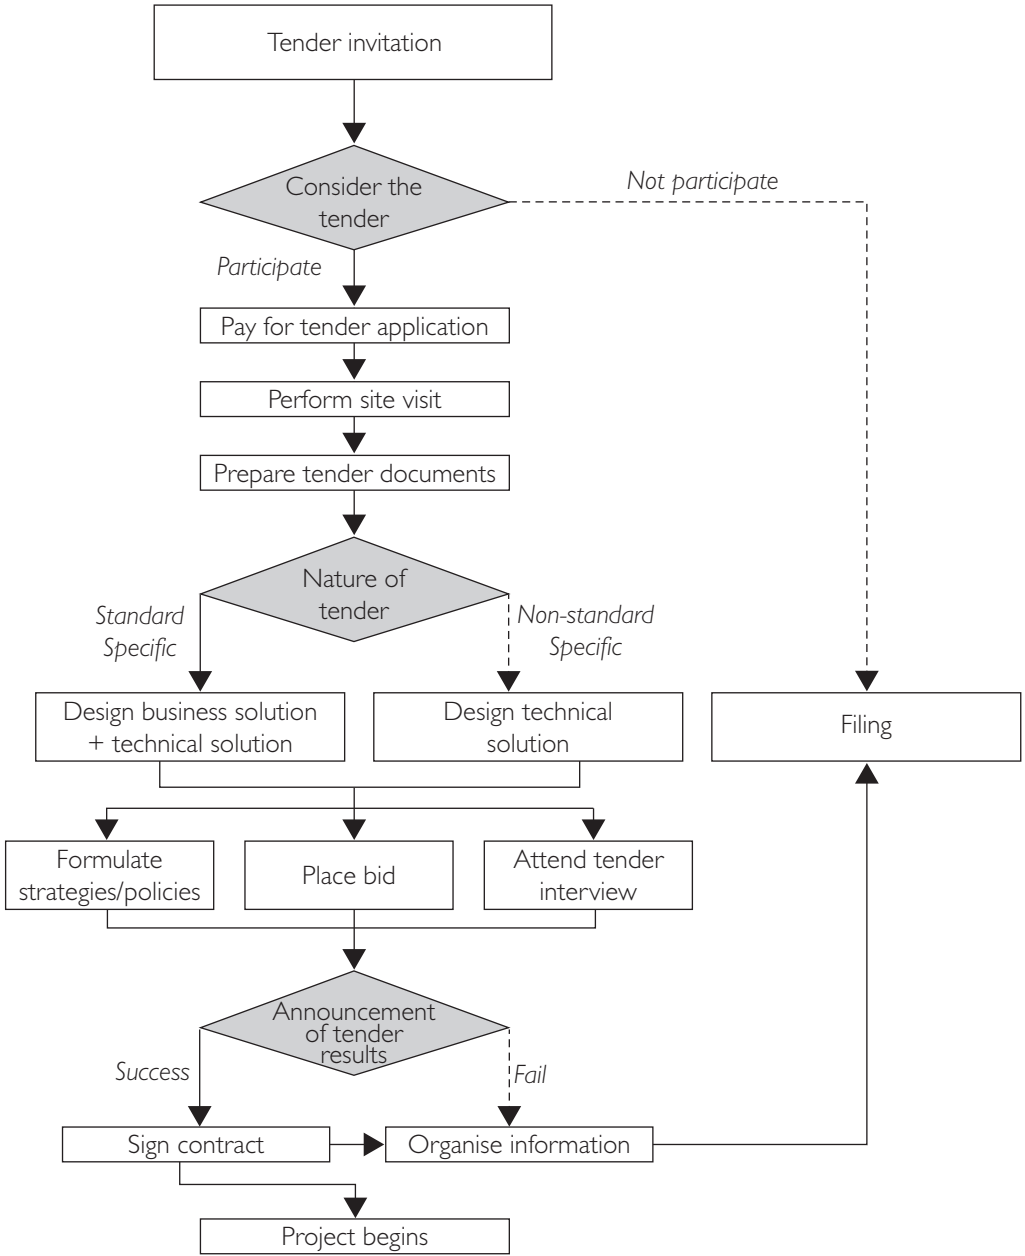 Tender invitation
Consider the
tender
Not participate
Participate
Pay for tender application
Perform site visit
Prepare tender documents
Nature of
tender
Standard
Specific
Non-standard
Specific
Design business solution
+ technical solution
Design technical
solution
Filing
Formulate
strategies/policies
Place bid
Attend tender
interview
Announcement
of tender
results
Success
Fail
Sign contract
Organise information
Project begins